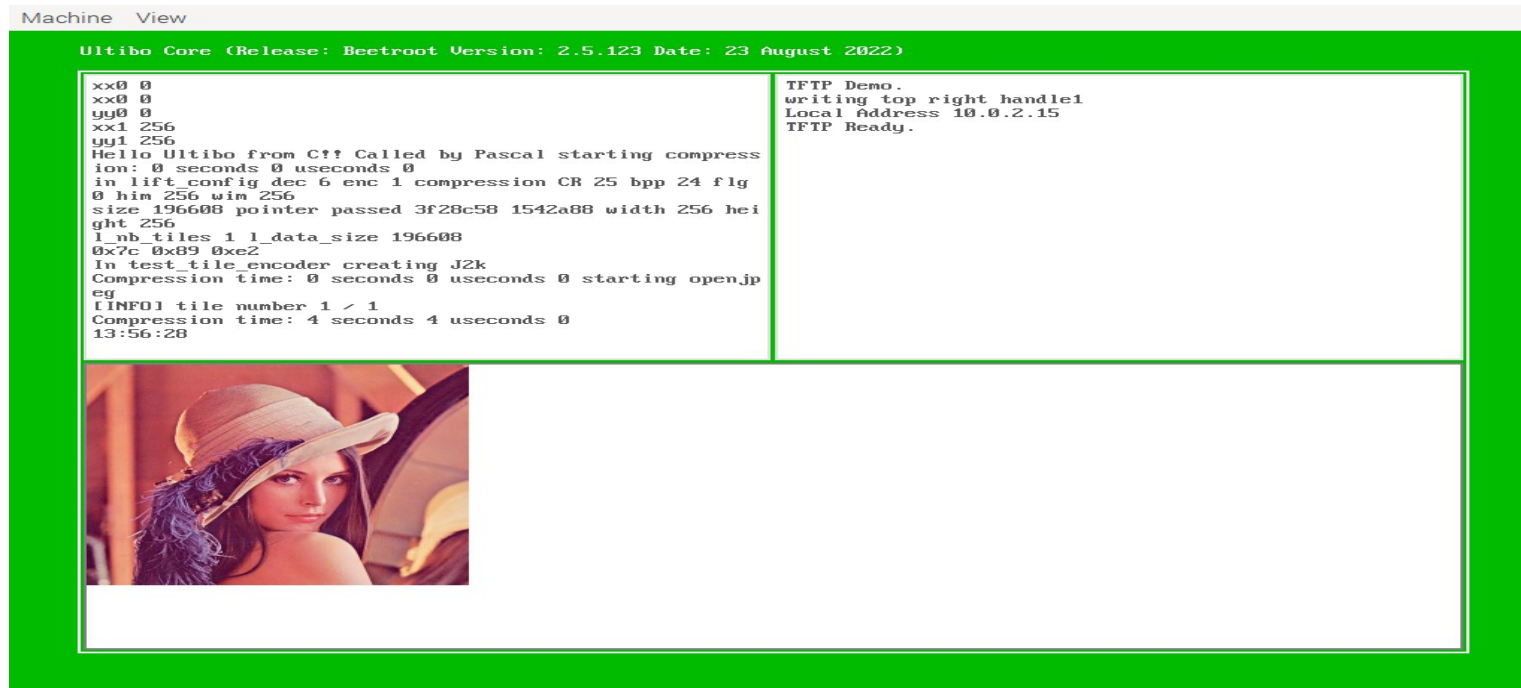 Machine View
Ultibo Core (Release: Beetroot Version: 2.5.123 Date: 23 August 2022)
xx0 0
xx0 0
yy0 0
xx1 256
yy1 256
Hello Ultibo from C!! Called by Pascal starting compress
ion: 0 seconds 0 useconds 0
in lift_config dec 6 enc 1 compression CR 25 bpp 24 flg
0 him 256 wim 256
size 196608 pointer passed 3f28c58 1542a88 width 256 hei
ght 256
l_nb_tiles 1 l_data_size 196608
0x7c 0x89 0xe2
In test_tile_encoder creating J2k
Compression time: 0 seconds 0 useconds 0 starting openjp
eg
[INFO] tile number 1 / 1
Compression time: 4 seconds 4 useconds 0
13:56:28
TFTP Demo.
writing top right handle1
Local Address 10.0.2.15
TFTP Ready.